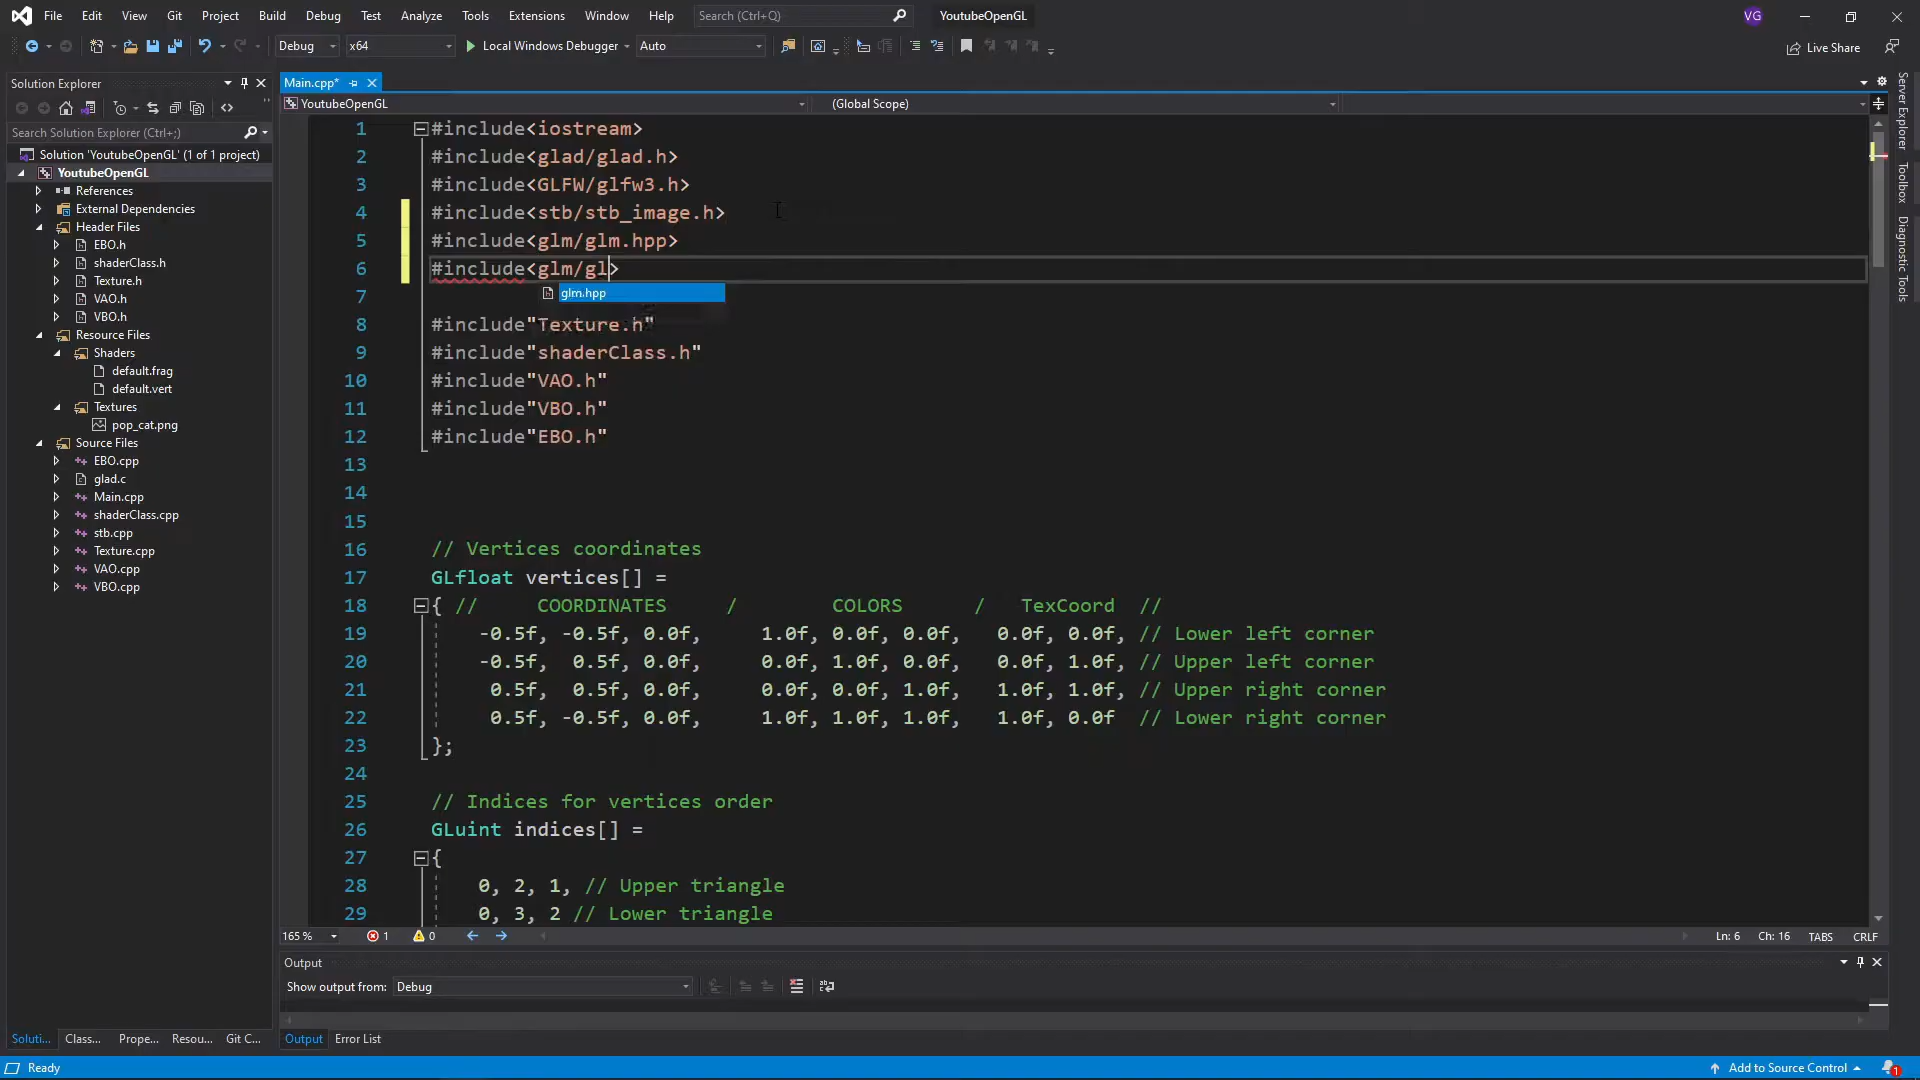 File Edit View Git Project Build Debug Test Analyze Tools Extensions Window Help Search (Ctrl+Q) YoutubeOpenGL VG
Debug x64 Local Windows Debugger Auto Live Share
Solution Explorer
Search Solution Explorer (Ctrl+;)
Solution 'YoutubeOpenGL' (1 of 1 project)
YoutubeOpenGL
References
External Dependencies
Header Files
EBO.h
shaderClass.h
Texture.h
VAO.h
VBO.h
Resource Files
Shaders
default.frag
default.vert
Textures
pop_cat.png
Source Files
EBO.cpp
glad.c
Main.cpp
shaderClass.cpp
stb.cpp
Texture.cpp
VAO.cpp
VBO.cpp
Soluti... Class... Prope... Resou... Git C...
Main.cpp*
YoutubeOpenGL (Global Scope)
1 #include<iostream>
2 #include<glad/glad.h>
3 #include<GLFW/glfw3.h>
4 #include<stb/stb_image.h>
5 #include<glm/glm.hpp>
6 #include<glm/gl>
7
glm.hpp
8 #include"Texture.h"
9 #include"shaderClass.h"
10 #include"VAO.h"
11 #include"VBO.h"
12 #include"EBO.h"
13
14
15
16 // Vertices coordinates
17 GLfloat vertices[] =
18 { // COORDINATES / COLORS / TexCoord //
19 -0.5f, -0.5f, 0.0f, 1.0f, 0.0f, 0.0f, 0.0f, 0.0f, // Lower left corner
20 -0.5f, 0.5f, 0.0f, 0.0f, 1.0f, 0.0f, 0.0f, 1.0f, // Upper left corner
21 0.5f, 0.5f, 0.0f, 0.0f, 0.0f, 1.0f, 1.0f, 1.0f, // Upper right corner
22 0.5f, -0.5f, 0.0f, 1.0f, 1.0f, 1.0f, 1.0f, 0.0f // Lower right corner
23 };
24
25 // Indices for vertices order
26 GLuint indices[] =
27 {
28 0, 2, 1, // Upper triangle
29 0, 3, 2 // Lower triangle
165 % 1 0 Ln: 6 Ch: 16 TABS CRLF
Output
Show output from: Debug
Output Error List
Server Explorer
Toolbox
Diagnostic Tools
Ready Add to Source Control 1